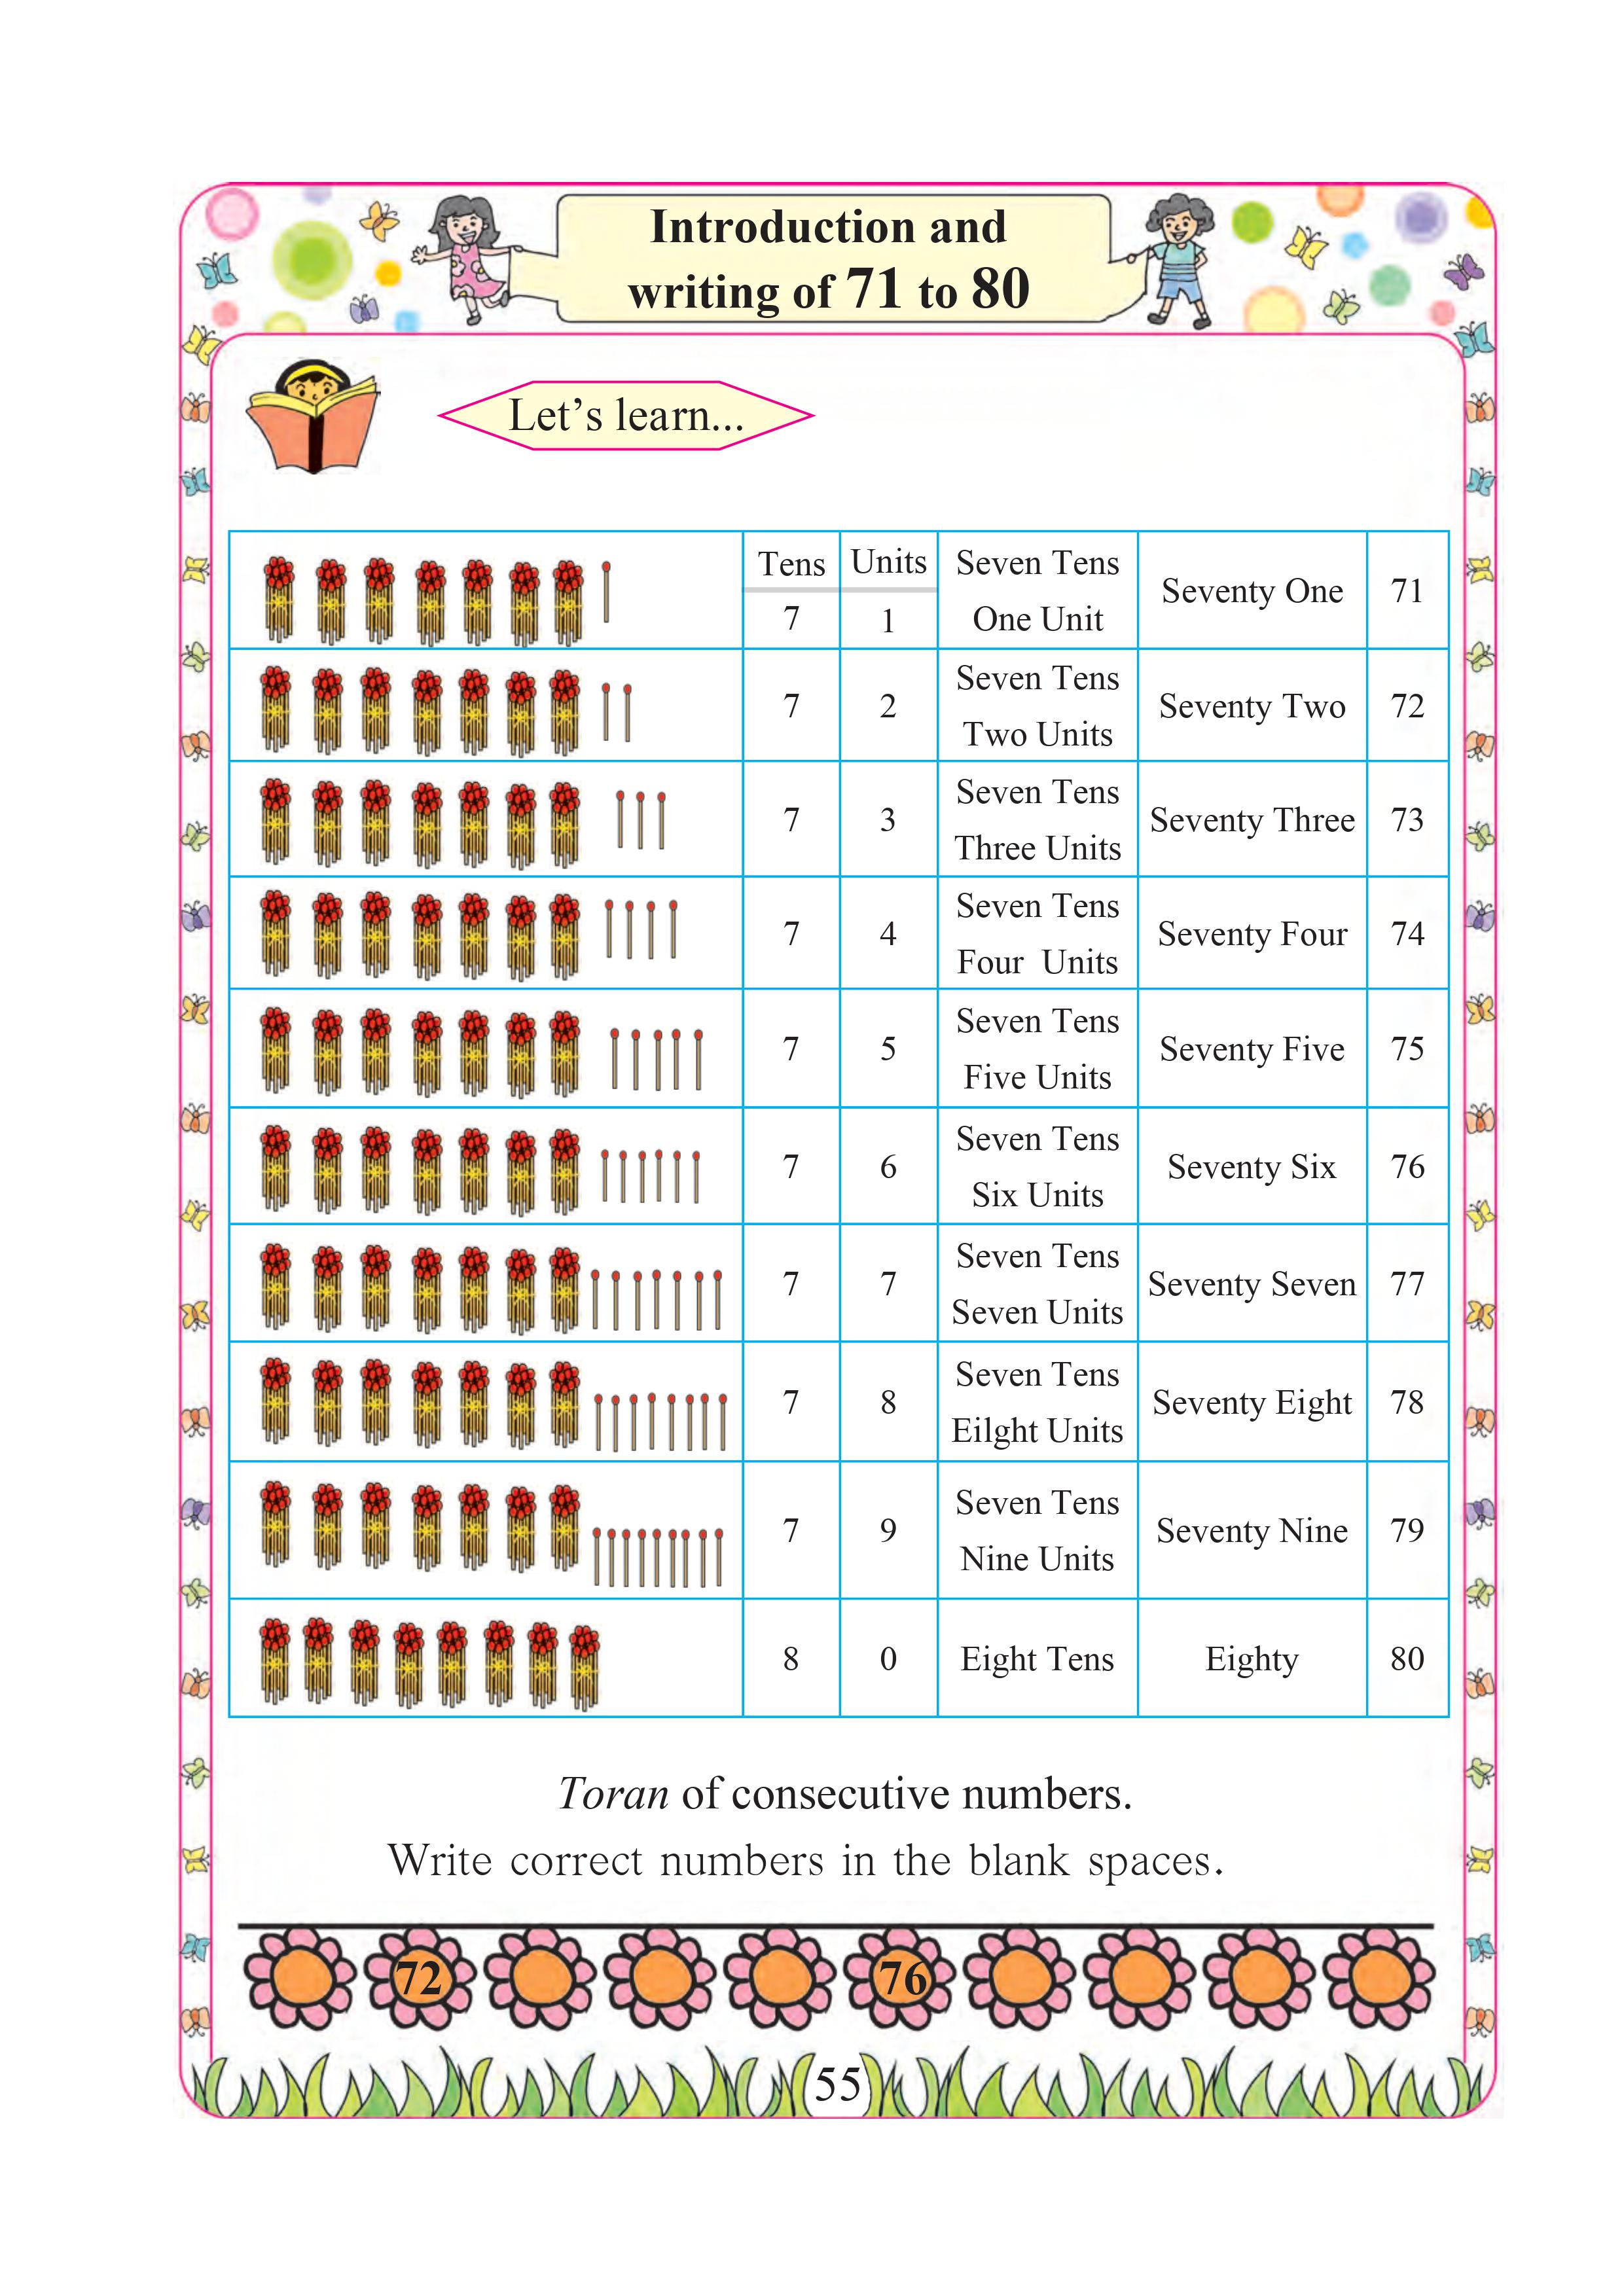 Introduction and
writing of 71 to 80
Let's learn...
Tens Units Seven Tens
7 1 One Unit Seventy One 71
Seven Tens
7 2 Two Units Seventy Two 72
Seven Tens
7 3 Three Units Seventy Three 73
Seven Tens
7 4 Four Units Seventy Four 74
Seven Tens
7 5 Five Units Seventy Five 75
Seven Tens
7 6 Six Units Seventy Six 76
Seven Tens
7 7 Seven Units Seventy Seven 77
Seven Tens
7 8 Eilght Units Seventy Eight 78
Seven Tens
7 9 Nine Units Seventy Nine 79
8 0 Eight Tens Eighty 80
Toran of consecutive numbers.
Write correct numbers in the blank spaces.
72 76
55